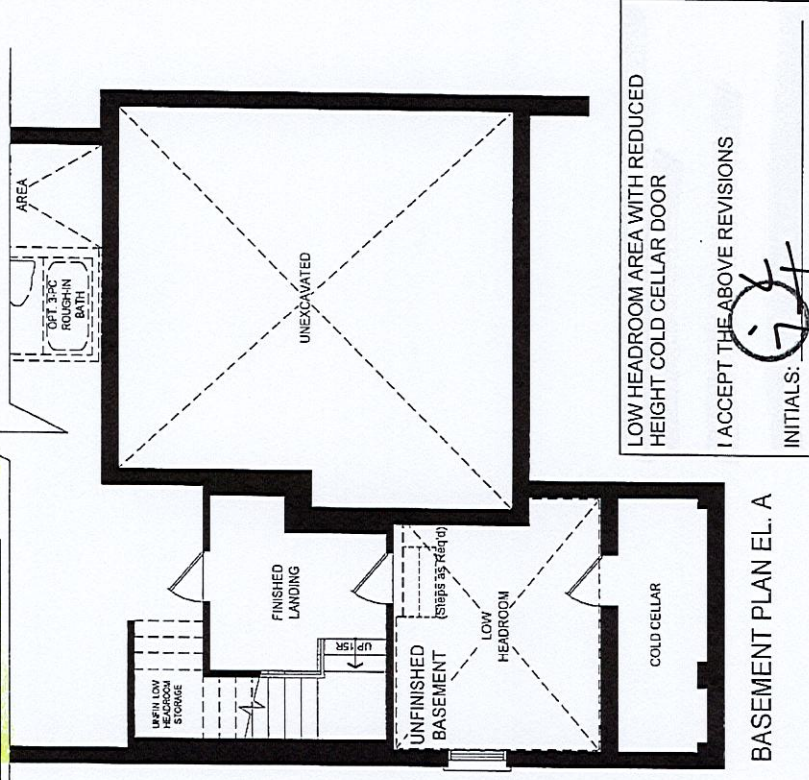 AREA
OPT. 3-PC
ROUGH-IN
BATH
UNEXCAVATED
FINISHED
LANDING
UNFIN LOW
HEADROOM
STORAGE
UP 15R
(Steps as Req'd)
UNFINISHED
BASEMENT
LOW
HEADROOM
COLD CELLAR
BASEMENT PLAN EL. A
LOW HEADROOM AREA WITH REDUCED
HEIGHT COLD CELLAR DOOR
I ACCEPT THE ABOVE REVISIONS
INITIALS: